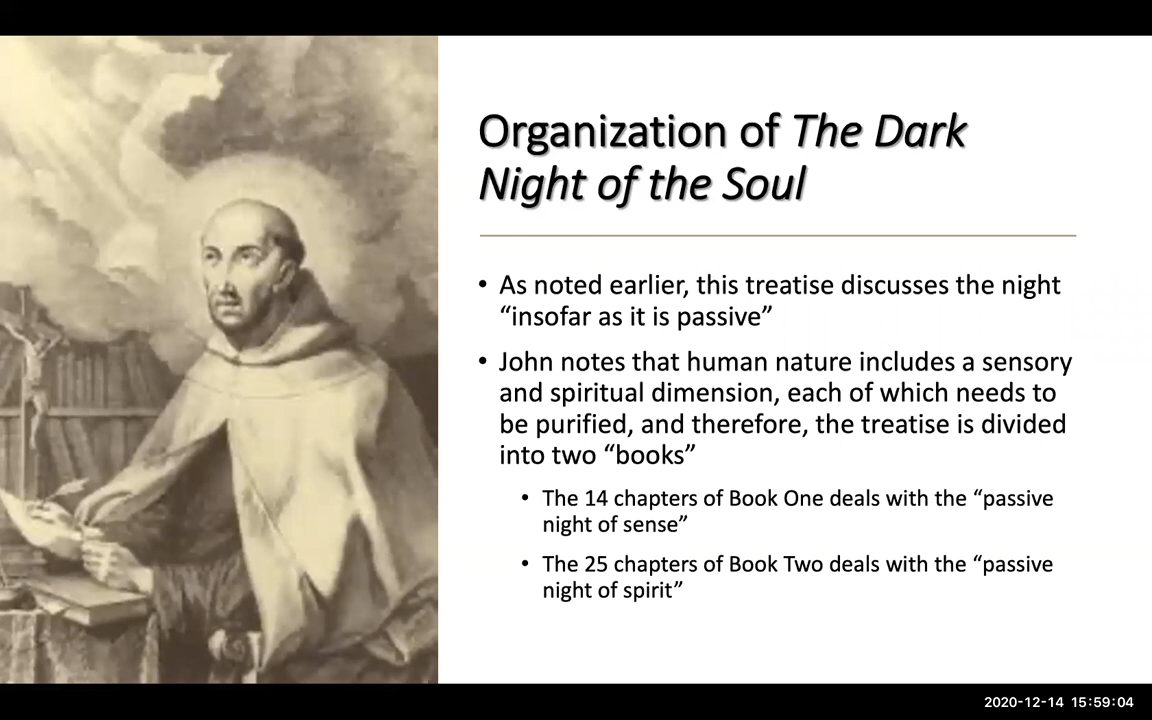 Organization of The Dark
Night of the Soul
• As noted earlier, this treatise discusses the night
“insofar as it is passive”
• John notes that human nature includes a sensory
and spiritual dimension, each of which needs to
be purified, and therefore, the treatise is divided
into two “books”
• The 14 chapters of Book One deals with the “passive
night of sense”
• The 25 chapters of Book Two deals with the “passive
night of spirit”
2020-12-14 15:59:04